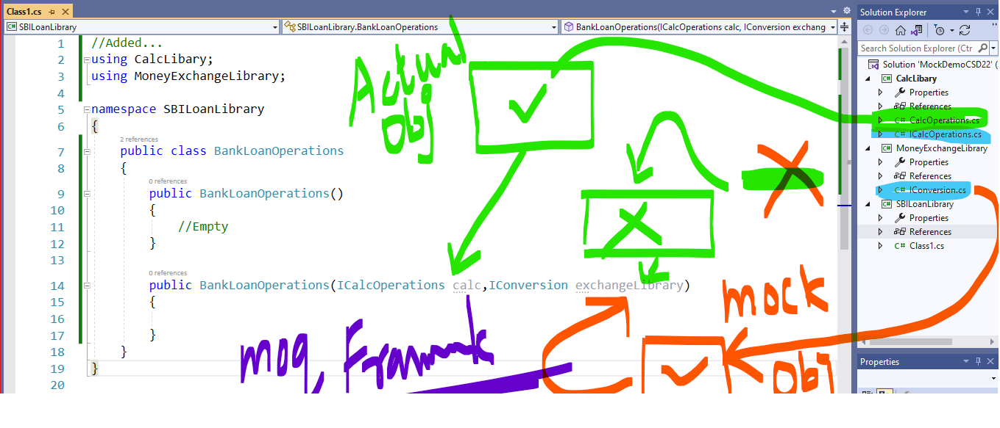 Class1.cs
SBILoanLibrary
SBILoanLibrary.BankLoanOperations
BankLoanOperations(ICalcOperations calc, IConversion exchang
1 //Added...
2 using CalcLibary;
3 using MoneyExchangeLibrary;
4
5 namespace SBILoanLibrary
6 {
2 references
7 public class BankLoanOperations
8 {
0 references
9 public BankLoanOperations()
10 {
11 //Empty
12 }
13
0 references
14 public BankLoanOperations(ICalcOperations calc,IConversion exchangeLibrary)
15 {
16
17 }
18 }
19 }
20
Actual
obj
mock
obj
moq Framwork
Solution Explorer
Search Solution Explorer (Ctr
Solution 'MockDemoCSD22' (
C# CalcLibary
Properties
References
C# CalcOperations.cs
C# ICalcOperations.cs
C# MoneyExchangeLibrary
Properties
References
C# IConversion.cs
C# SBILoanLibrary
Properties
References
C# Class1.cs
Properties